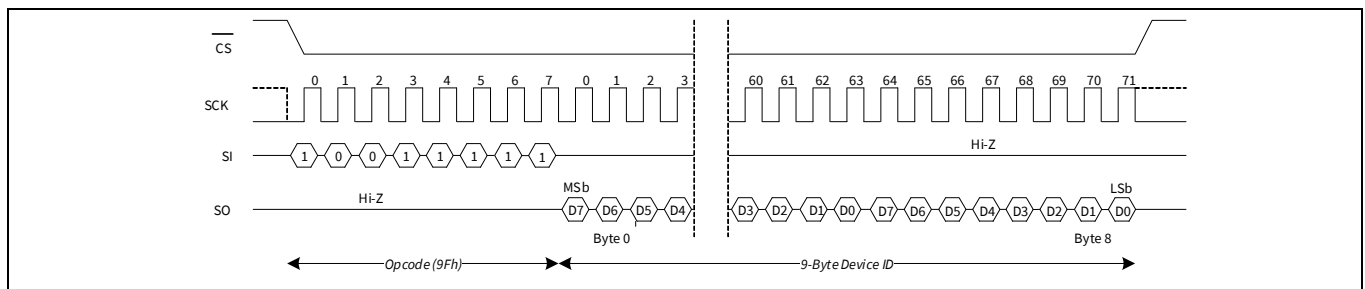 CS
0 1 2 3 4 5 6 7 0 1 2 3 60 61 62 63 64 65 66 67 68 69 70 71
SCK
Hi-Z
SI 1 0 0 1 1 1 1 1
MSb LSb
Hi-Z
SO D7 D6 D5 D4 D3 D2 D1 D0 D7 D6 D5 D4 D3 D2 D1 D0
Byte 0 Byte 8
Opcode (9Fh) 9-Byte Device ID